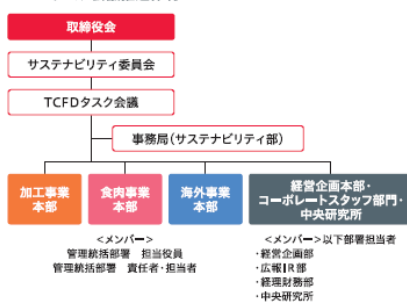 取締役会
サステナビリティ委員会
TCFDタスク会議
事務局(サステナビリティ部)
加工事業
本部
食肉事業
本部
海外事業
本部
経営企画本部・
コーポレートスタッフ部門・
中央研究所
<メンバー>
管理統括部署 担当役員
管理統括部署 責任者・担当者
<メンバー>以下部署担当者
・経営企画部
・広報IR部
・経理財務部
・中央研究所